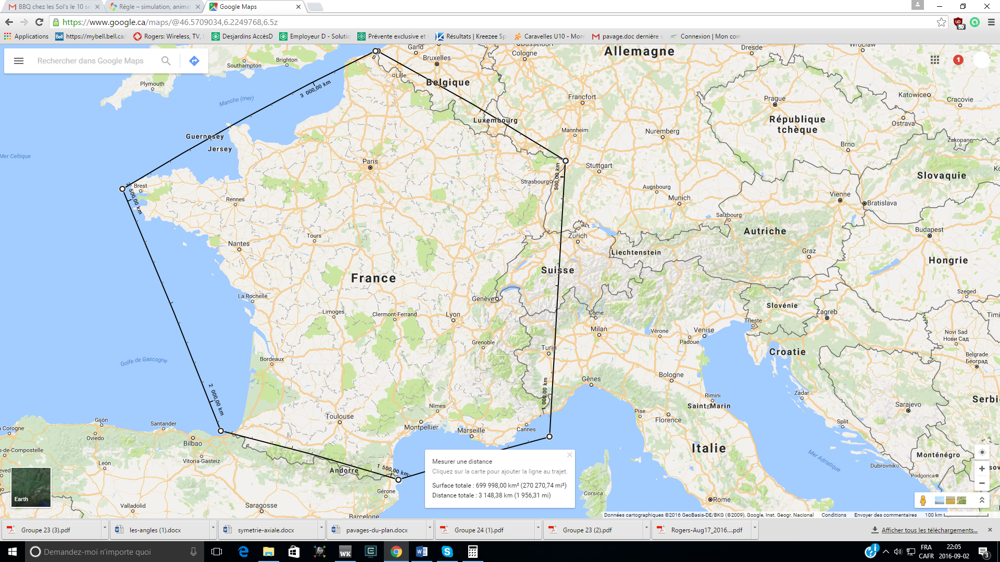 BBQ chez les Sol's le 10 se
Règle – simulation, anima
Google Maps
https://www.google.ca/maps/@46.5709034,6.2249768,6.5z
Applications
https://mybell.bell.ca/
Rogers: Wireless, TV,
Desjardins AccèsD
Employeur D - Solutio
Prévente exclusive et
Résultats | Kreezee Sp
Caravelles U10 - Mon
pavage.doc dernière v
Connexion | Mon com
Rechercher dans Google Maps
1
Allemagne
Gand
Bruxelles
Cologne
Dresde
Southampton
Brighton
Lille
Belgique
Plymouth
Manche (mer)
3 000,00 km
Francfort
Prague
Katowice
Cracovie
Luxembourg
République
tchèque
Ostrava
Mannheim
Nuremberg
Guernesey
Jersey
Brno
Zakopane
Mer Celtique
Paris
Stuttgart
Slovaquie
Strasbourg
500,00 km
Brest
2 500,00 km
Rennes
Augsbourg
Munich
Vienne
Bratislava
Salzbourg
Autriche
Budapest
Tours
Zurich
Nantes
Liechtenstein
Graz
Hongrie
Suisse
France
La Rochelle
Genève
Szeged
Slovénie
Limoges
Clermont-Ferrand
Lyon
Côme
Zagreb
Trieste
Milan
Vérone
Venise
Padoue
Novi Sad
Нови Сад
Grenoble
Turin
Croatie
Belgrade
Београд
Golfe de Gascogne
Bordeaux
Gênes
Bologne
2 000,00 km
1 000,00 km
Zadar
Rimini
Saint-Marin
Serbi
Sarajevo
Nîmes
Toulouse
Montpellier
Marseille
Cannes
Pise
Florence
Split
La Corogne
Gijón
Oviedo
Santander
Bilbao
Vitoria-Gasteiz
s-de-Compostelle
León
Italie
Mer Adriatique
Monténégro
Dubrovnik
Podgorica
Andorre
1 500,00 km
Gérone
Corsica
Rome
Valladolid
Saragosse
Barcelone
Earth
Mesurer une distance
Cliquez sur la carte pour ajouter la ligne au trajet.
Surface totale : 699 998,00 km² (270 270,74 mi²)
Distance totale : 3 148,38 km (1 956,31 mi)
Données cartographiques ©2016 GeoBasis-DE/BKG (©2009), Google, Inst. Geogr. Nacional
Conditions
Envoyer des commentaires
100 km
Groupe 23 (3).pdf
les-angles (1).docx
symetrie-axiale.docx
pavages-du-plan.docx
Groupe 24 (1).pdf
Groupe 23 (2).pdf
Rogers-Aug17_2016....pdf
Afficher tous les téléchargements...
Demandez-moi n'importe quoi
FRA
CAFR
22:05
2016-09-02
3